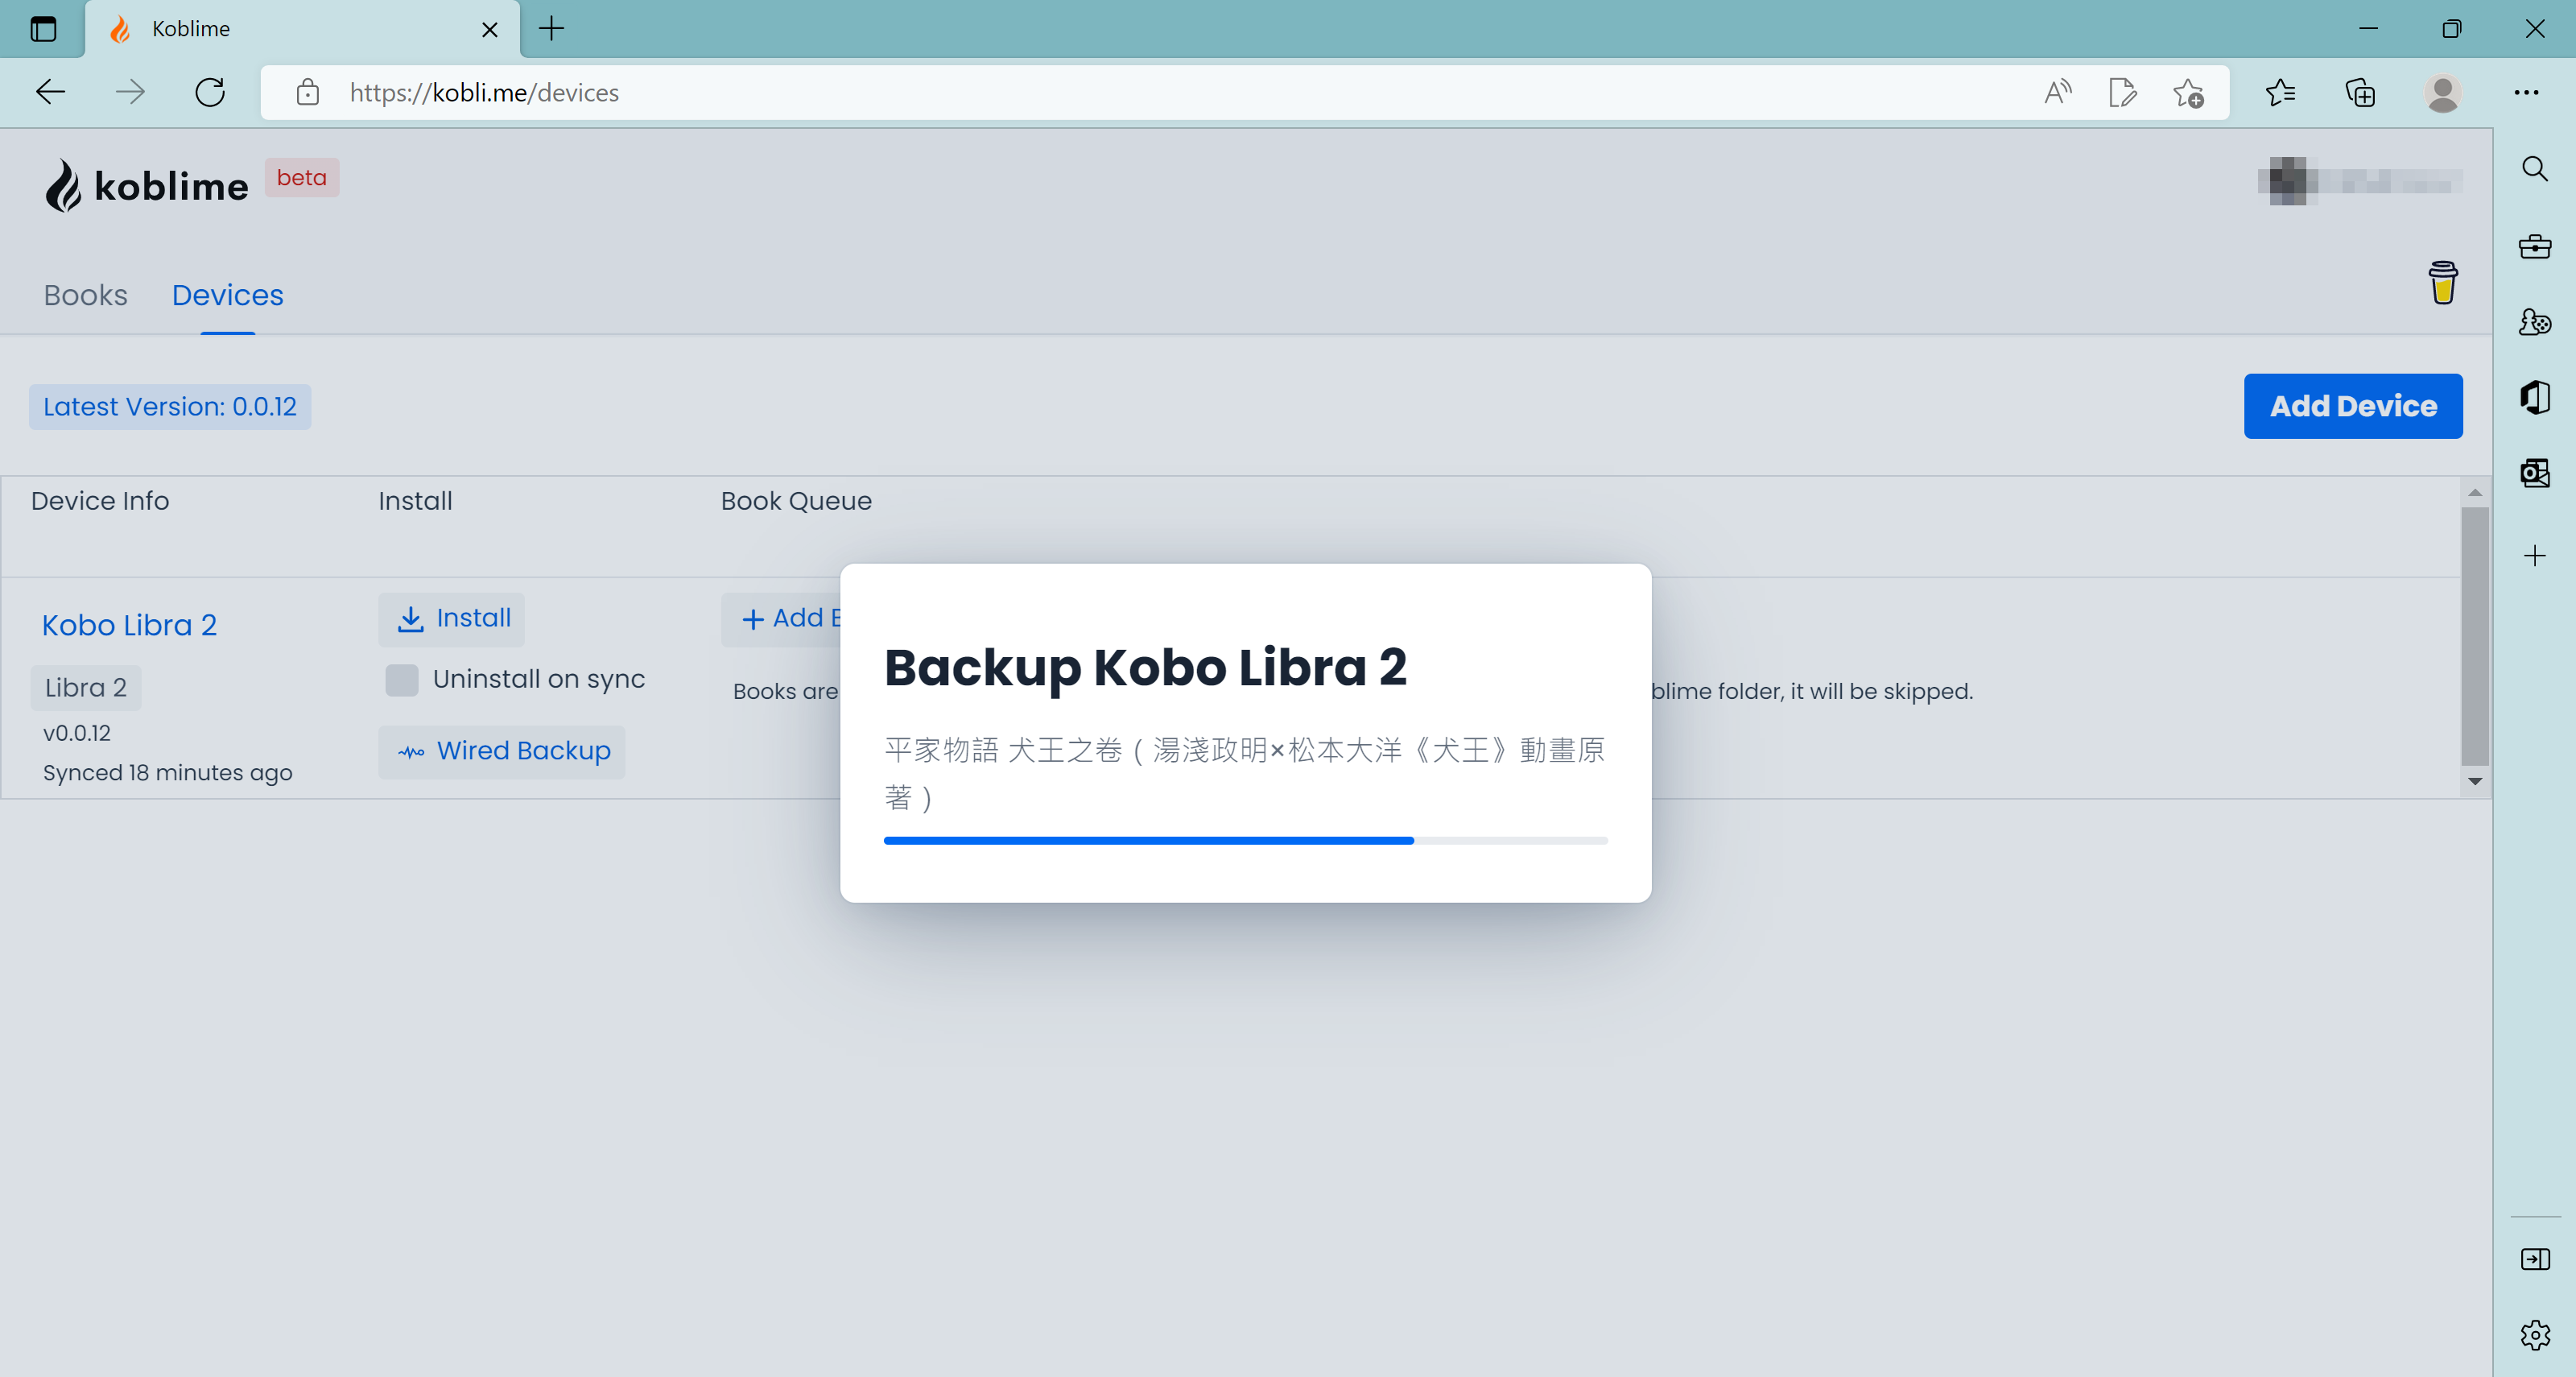 Koblime
https://kobli.me/devices
koblime beta
Books Devices
Latest Version: 0.0.12
Add Device
Device Info Install Book Queue
Kobo Libra 2
Install
Add
Libra 2
Uninstall on sync
Books are
blime folder, it will be skipped.
v0.0.12
Wired Backup
Synced 18 minutes ago
Backup Kobo Libra 2
平家物語 犬王之卷（湯淺政明×松本大洋《犬王》動畫原
著）